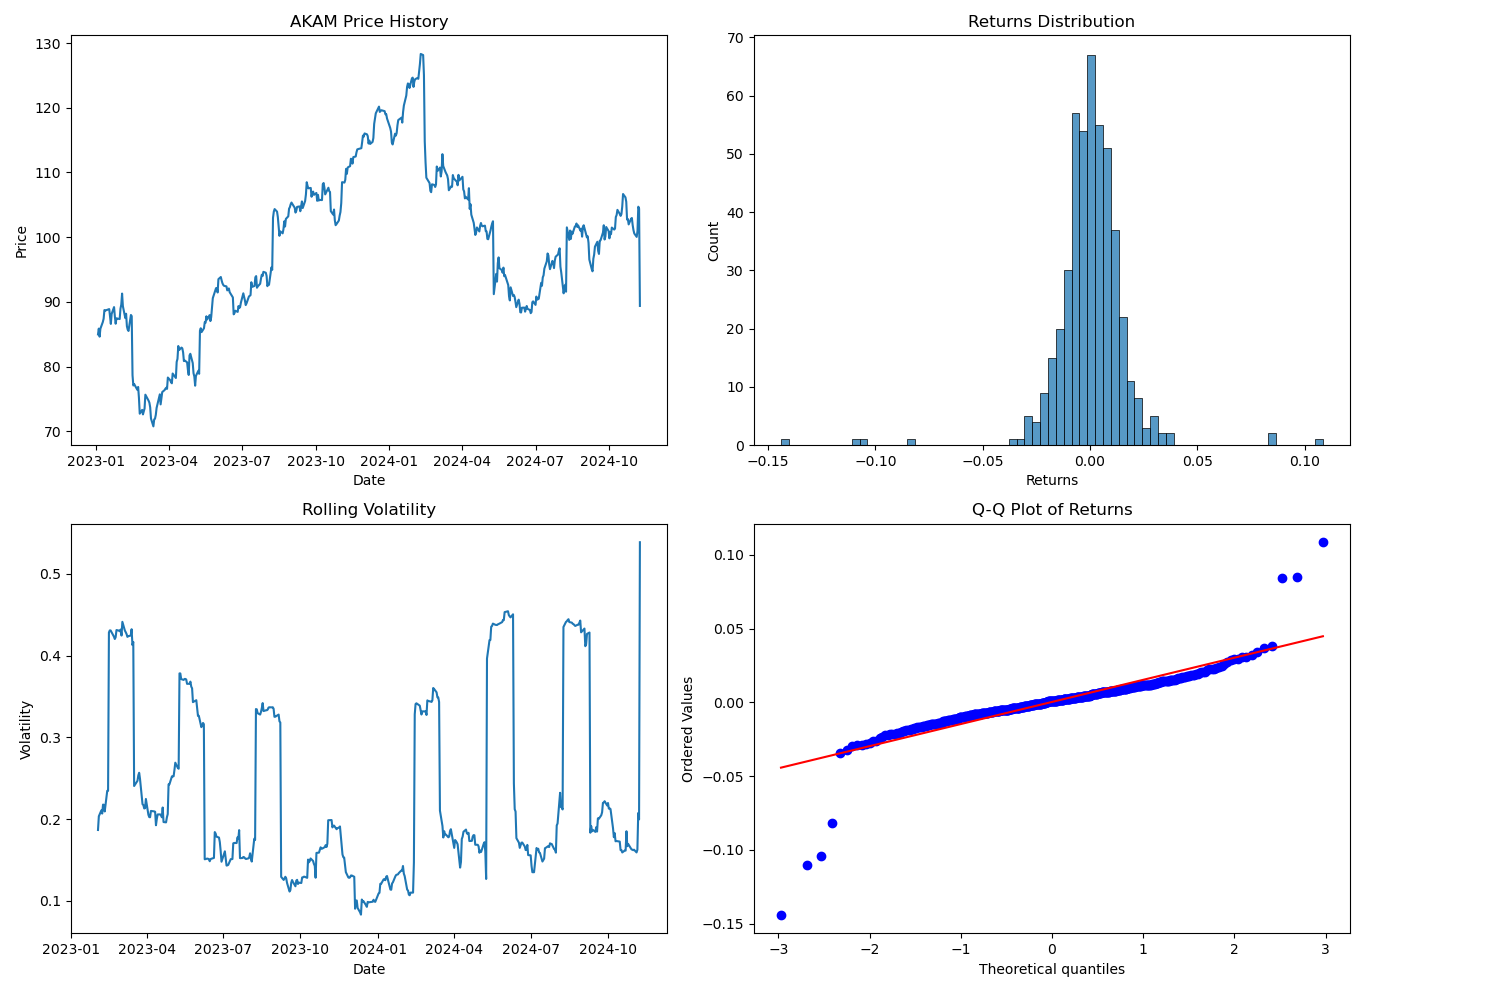 AKAM Price History
130
120
110
100
90
80
70
Price
2023-01 2023-04 2023-07 2023-10 2024-01 2024-04 2024-07 2024-10
Date
Returns Distribution
70
60
50
40
30
20
10
0
Count
−0.15 −0.10 −0.05 0.00 0.05 0.10
Returns
Rolling Volatility
0.5
0.4
0.3
0.2
0.1
Volatility
2023-01 2023-04 2023-07 2023-10 2024-01 2024-04 2024-07 2024-10
Date
Q-Q Plot of Returns
0.10
0.05
0.00
−0.05
−0.10
−0.15
Ordered Values
−3 −2 −1 0 1 2 3
Theoretical quantiles